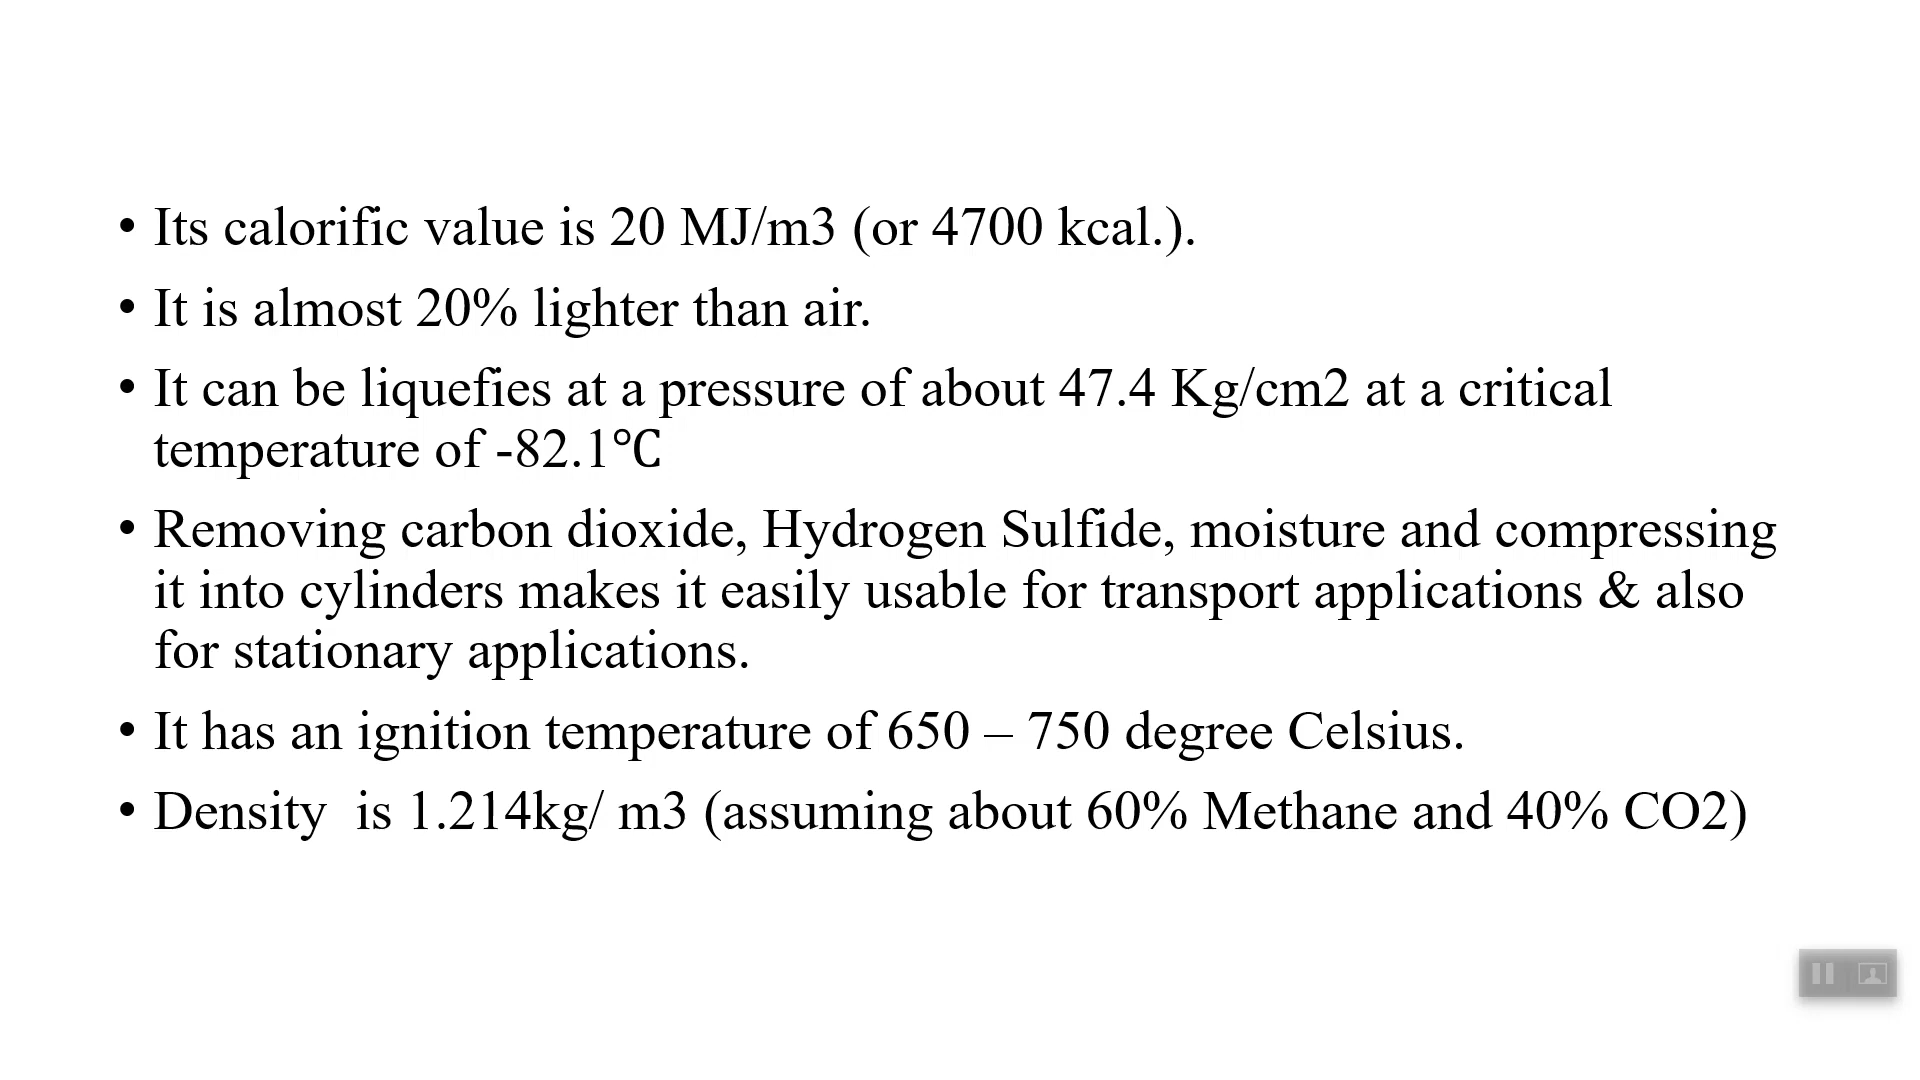 • Its calorific value is 20 MJ/m3 (or 4700 kcal.).
• It is almost 20% lighter than air.
• It can be liquefies at a pressure of about 47.4 Kg/cm2 at a critical
temperature of -82.1℃
• Removing carbon dioxide, Hydrogen Sulfide, moisture and compressing
it into cylinders makes it easily usable for transport applications & also
for stationary applications.
• It has an ignition temperature of 650 – 750 degree Celsius.
• Density  is 1.214kg/ m3 (assuming about 60% Methane and 40% CO2)